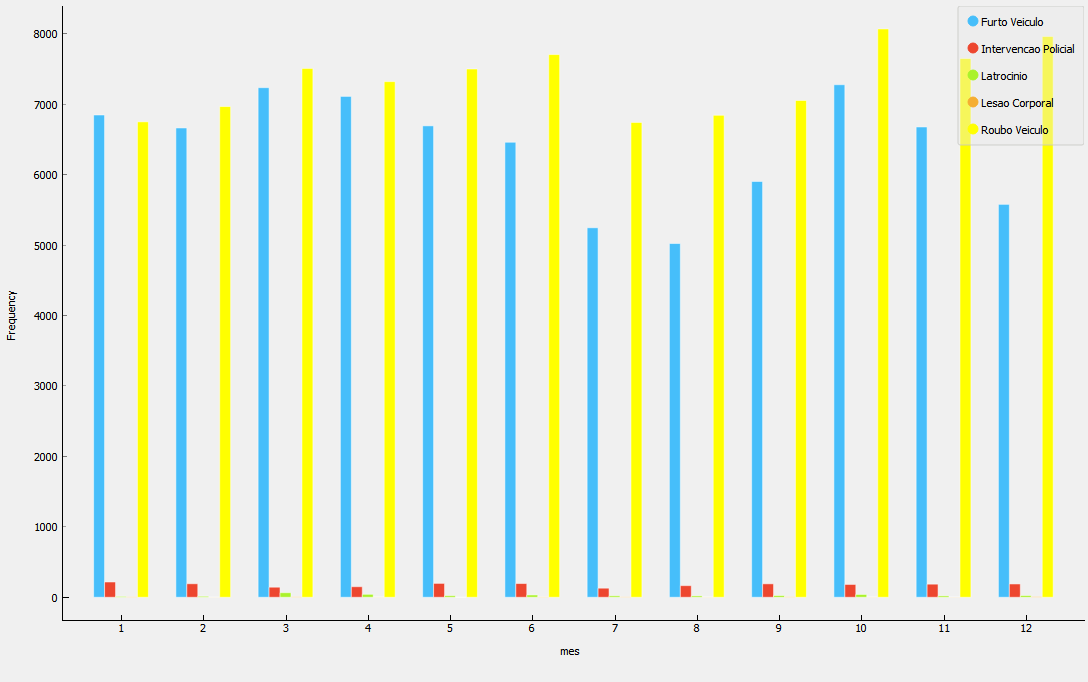 8000
7000
6000
5000
4000
3000
2000
1000
0
Frequency
1 2 3 4 5 6 7 8 9 10 11 12
mes
Furto Veiculo
Intervencao Policial
Latrocinio
Lesao Corporal
Roubo Veiculo